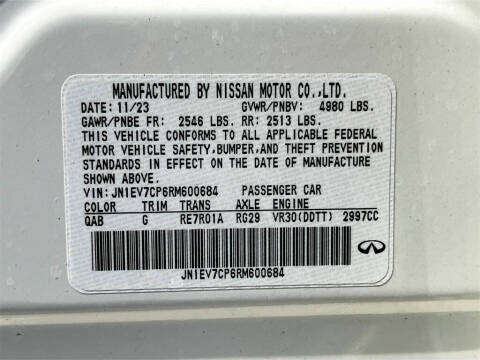 MANUFACTURED BY NISSAN MOTOR CO.,LTD.
DATE: 11/23 GVWR/PNBV: 4980 LBS.
GAWR/PNBE FR: 2546 LBS. RR: 2513 LBS.
THIS VEHICLE CONFORMS TO ALL APPLICABLE FEDERAL
MOTOR VEHICLE SAFETY,BUMPER,AND THEFT PREVENTION
STANDARDS IN EFFECT ON THE DATE OF MANUFACTURE
SHOWN ABOVE.
VIN: JN1EV7CP6RM600684 PASSENGER CAR
COLOR TRIM TRANS AXLE ENGINE
QAB G RE7R01A RG29 VR30(DDTT) 2997CC
JN1EV7CP6RM600684